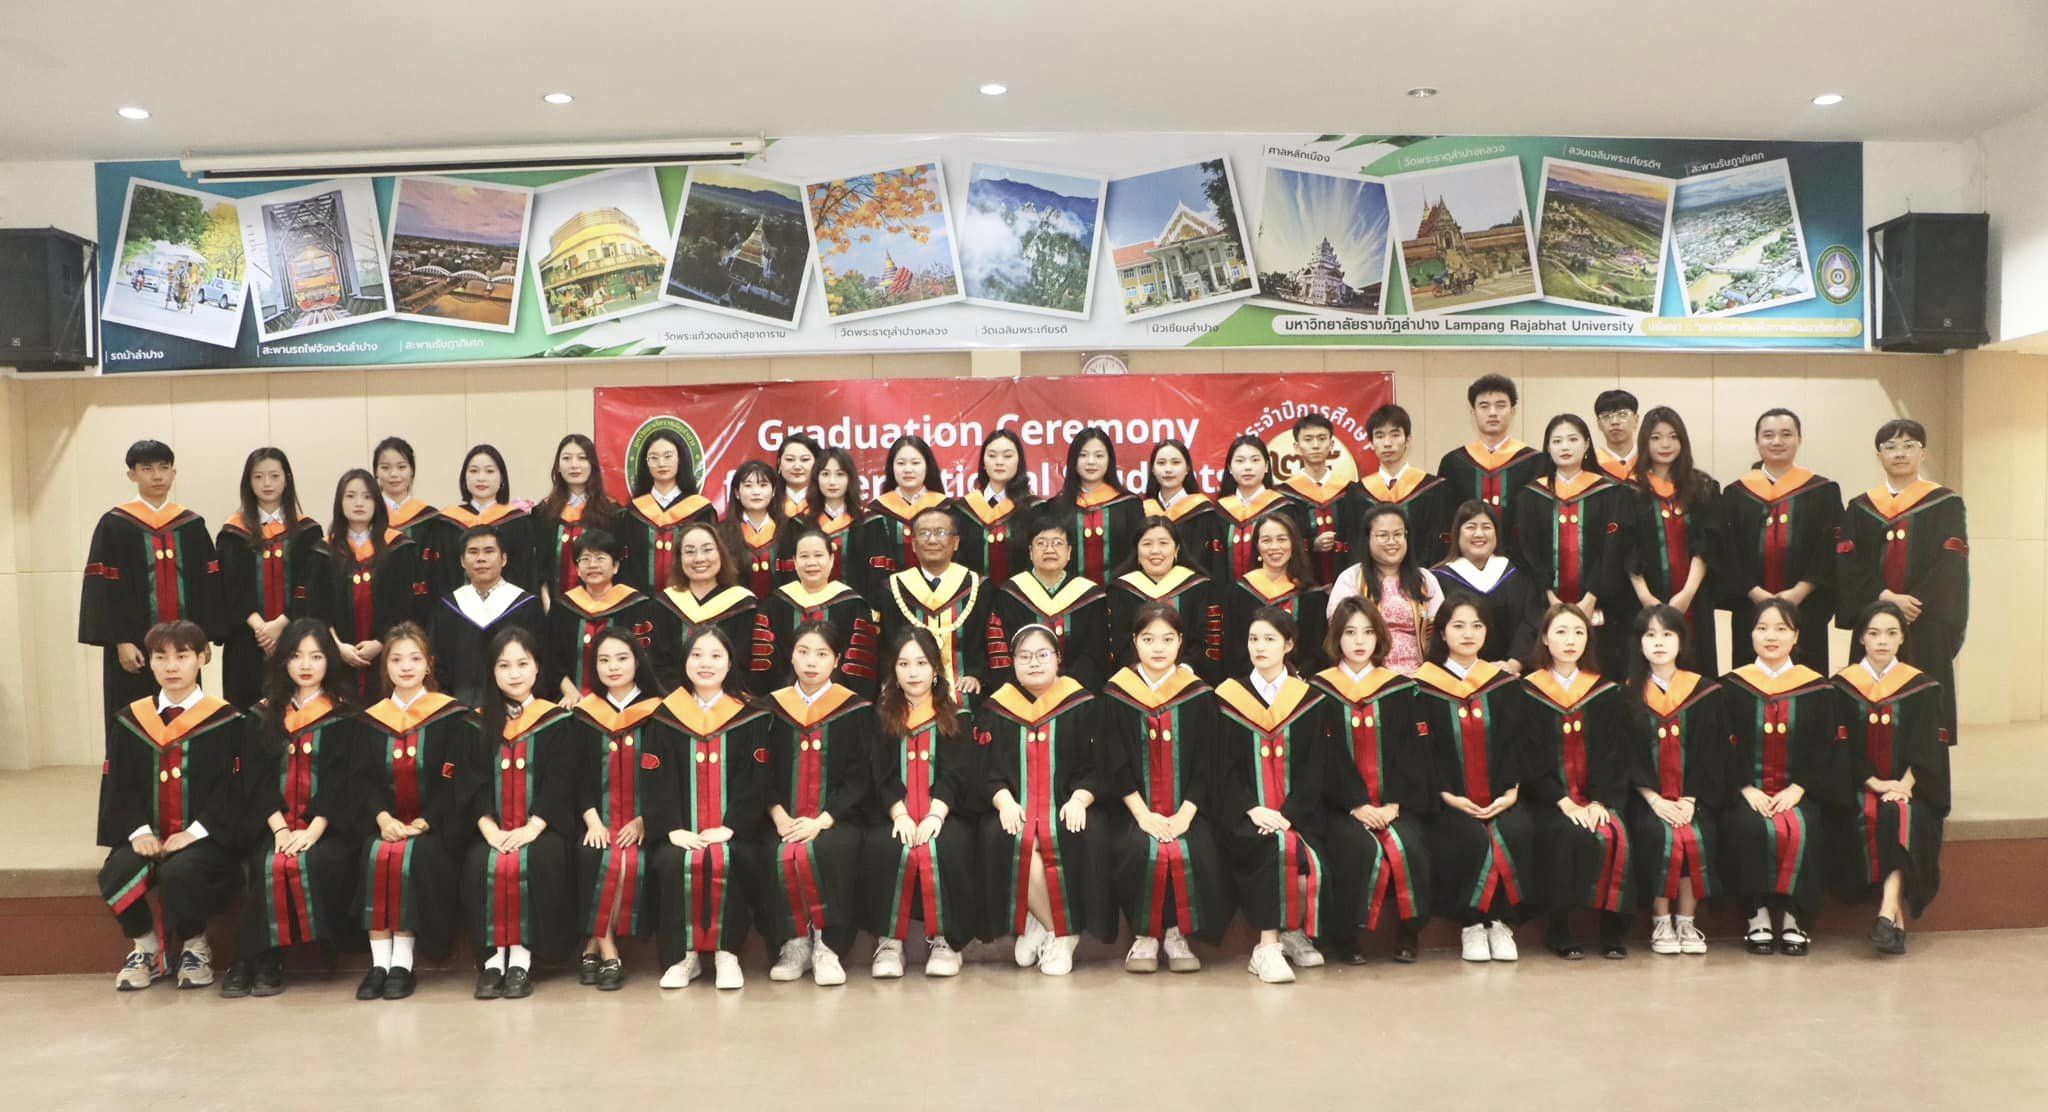 ศาลหลักเมือง
วัดพระธาตุลำปางหลวง
สวนเฉลิมพระเกียรติฯ
สะพานรัษฎาภิเศก
รถม้าลำปาง
สะพานรถไฟจังหวัดลำปาง
สะพานรัษฎาภิเศก
วัดพระแก้วดอนเต้าสุชาดาราม
วัดพระธาตุลำปางหลวง
วัดเฉลิมพระเกียรติ
มิวเซียมลำปาง
มหาวิทยาลัยราชภัฏลำปาง Lampang Rajabhat University
Graduation Ceremony